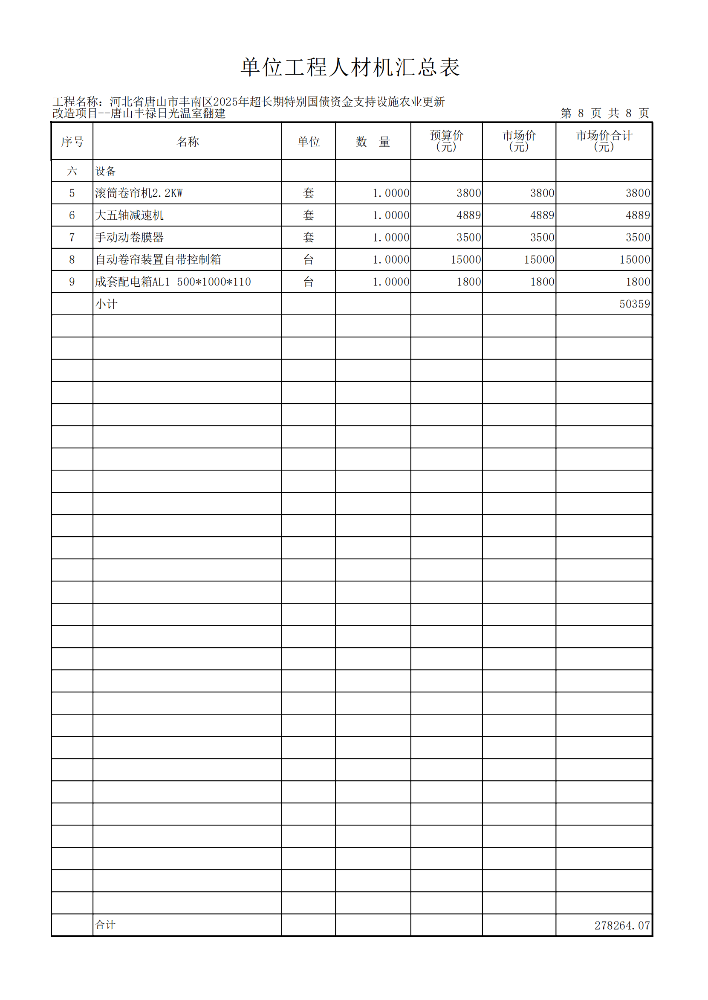 单位工程人材机汇总表
工程名称：河北省唐山市丰南区2025年超长期特别国债资金支持设施农业更新
改造项目--唐山丰禄日光温室翻建 第 8 页 共 8 页
序号 名称 单位 数 量 预算价(元) 市场价(元) 市场价合计(元)
六 设备
5 滚筒卷帘机2.2KW 套 1.0000 3800 3800 3800
6 大五轴减速机 套 1.0000 4889 4889 4889
7 手动动卷膜器 套 1.0000 3500 3500 3500
8 自动卷帘装置自带控制箱 台 1.0000 15000 15000 15000
9 成套配电箱AL1 500*1000*110 台 1.0000 1800 1800 1800
小计 50359
合计 278264.07